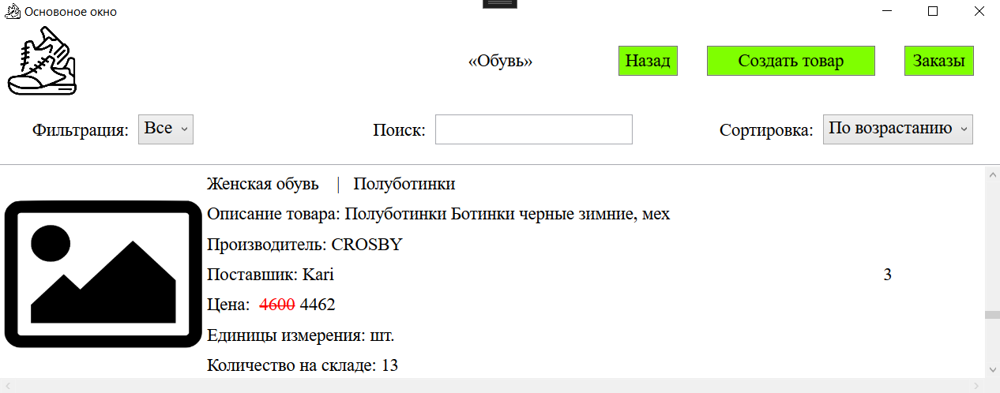 Основоное окно
«Обувь» Назад Создать товар Заказы
Фильтрация: Все Поиск: Сортировка: По возрастанию
Женская обувь | Полуботинки
Описание товара: Полуботинки Ботинки черные зимние, мех
Производитель: CROSBY
Поставшик: Kari 3
Цена: 4600 4462
Единицы измерения: шт.
Количество на складе: 13